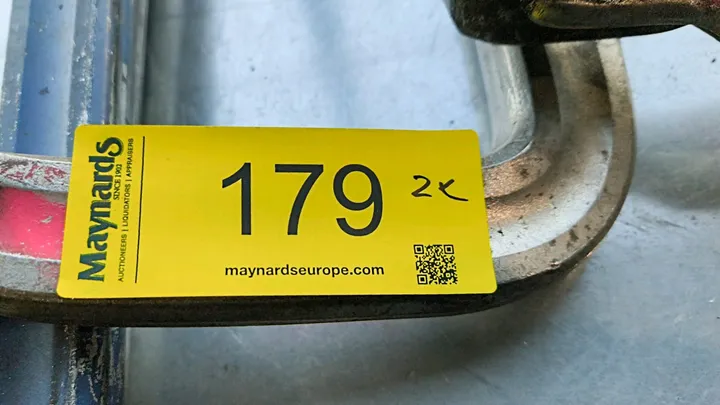 Maynards
SINCE 1902
AUCTIONEERS | LIQUIDATORS | APPRAISERS
179 2x
maynardseurope.com